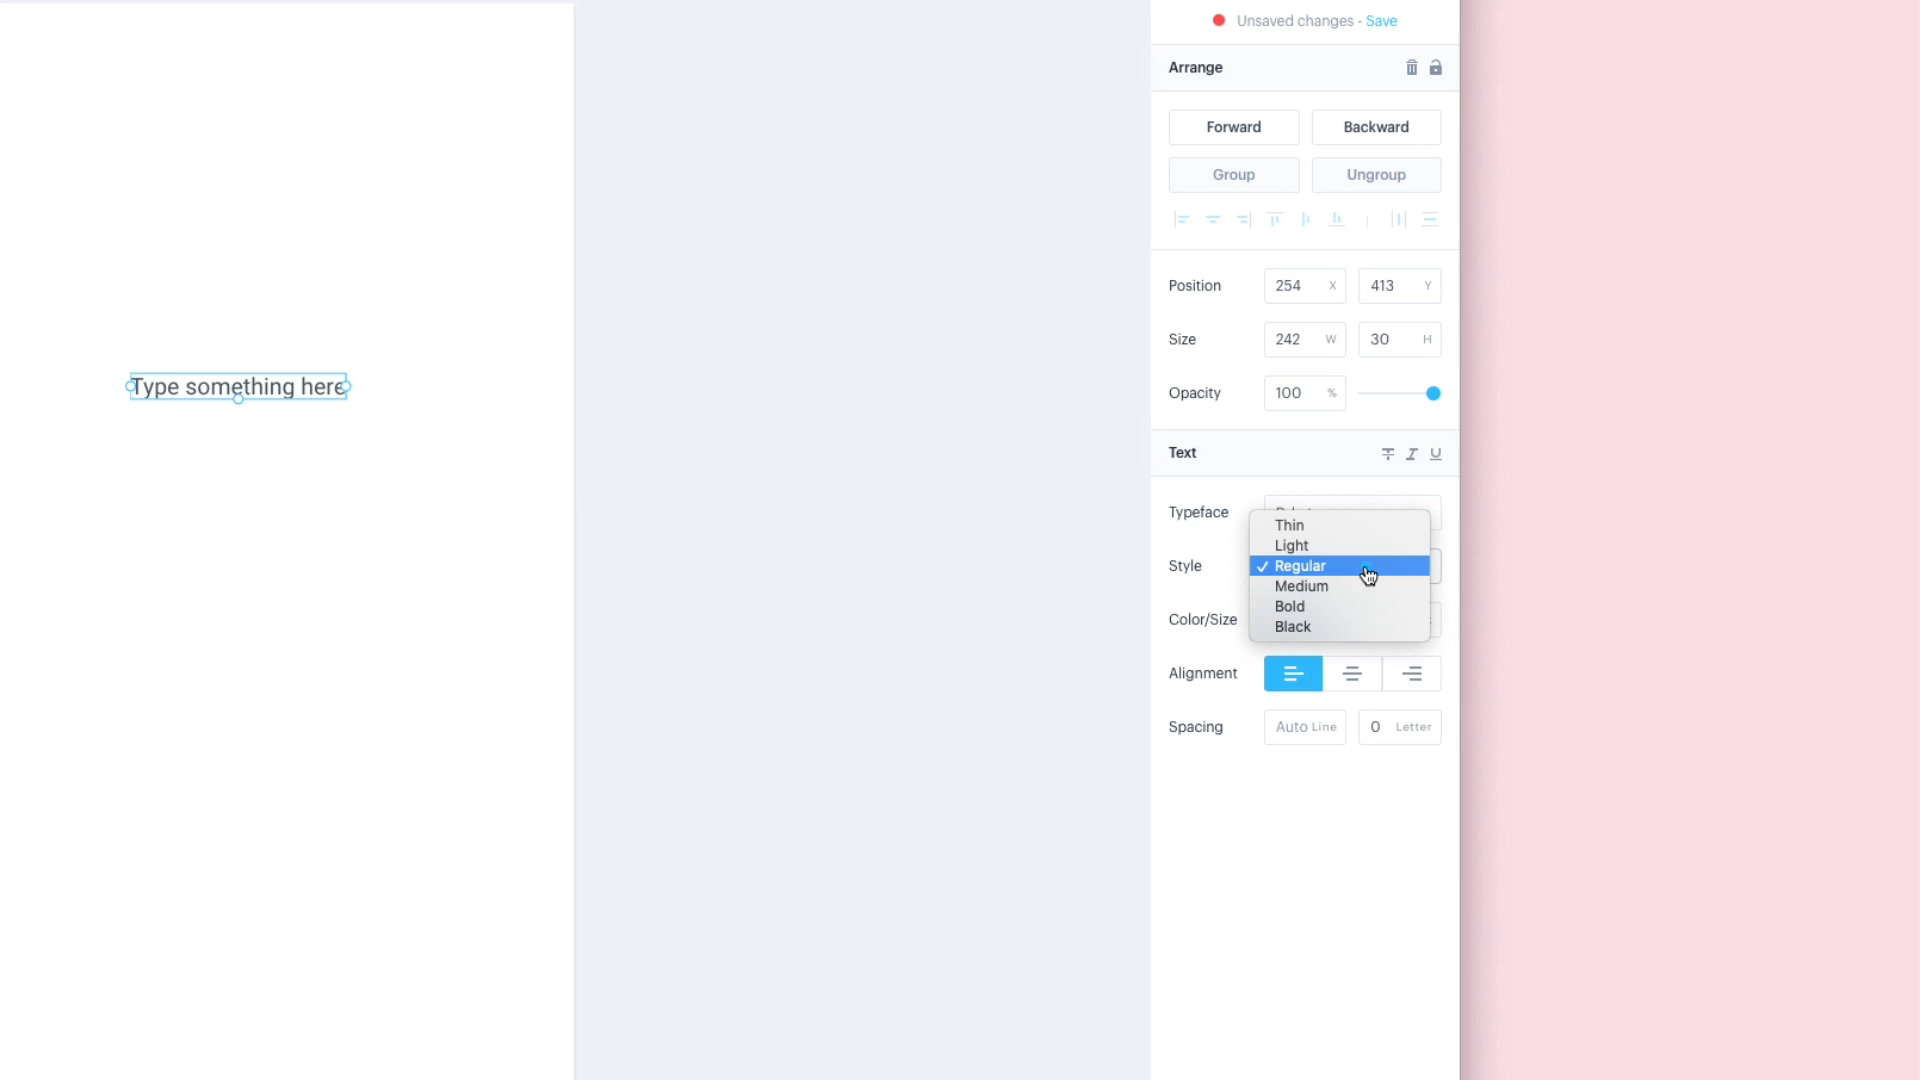 Unsaved changes - Save
Arrange
Forward Backward
Group Ungroup
Position 254 X 413 Y
Size 242 W 30 H
Type something here
Opacity 100 %
Text
Typeface
Thin
Light
Style Regular
Medium
Bold
Color/Size
Black
Alignment
Spacing Auto Line 0 Letter